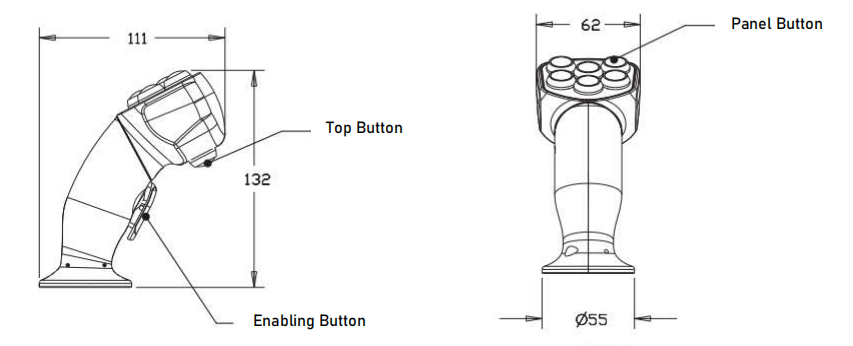 111
62
Panel Button
Top Button
132
Enabling Button
Ø55